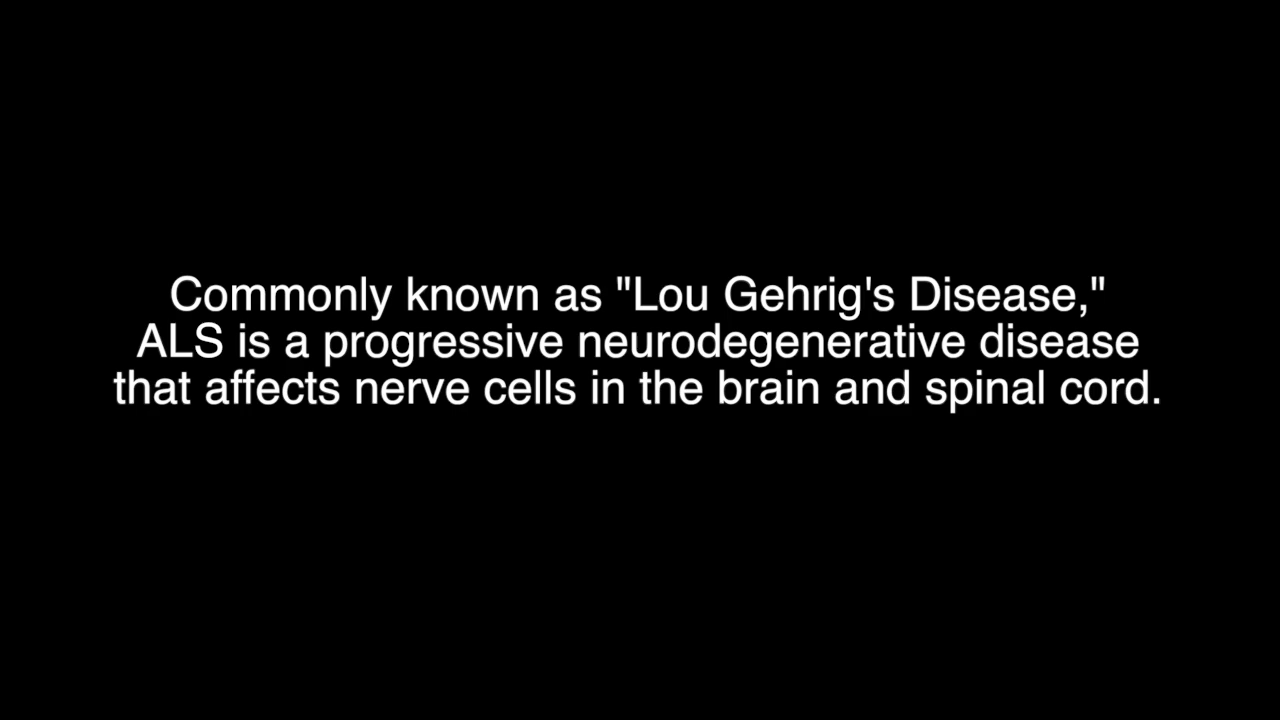 Commonly known as "Lou Gehrig's Disease,"
ALS is a progressive neurodegenerative disease
that affects nerve cells in the brain and spinal cord.